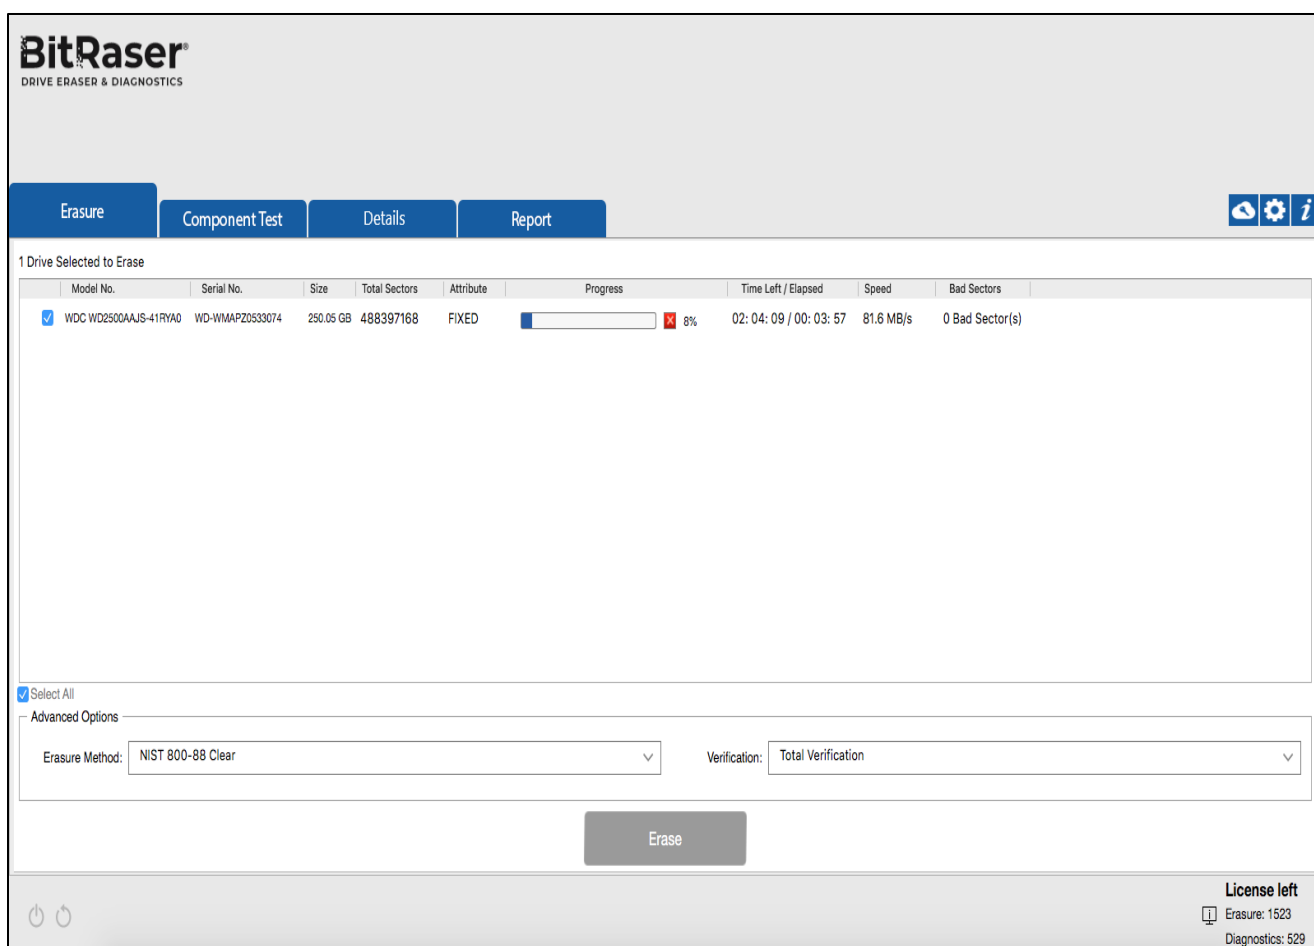 BitRaser®
DRIVE ERASER & DIAGNOSTICS
Erasure Component Test Details Report i
1 Drive Selected to Erase
Model No. Serial No. Size Total Sectors Attribute Progress Time Left / Elapsed Speed Bad Sectors
WDC WD2500AAJS-41RYA0 WD-WMAPZ0533074 250.05 GB 488397168 FIXED 8% 02: 04: 09 / 00: 03: 57 81.6 MB/s 0 Bad Sector(s)
Select All
Advanced Options
Erasure Method: NIST 800-88 Clear Verification: Total Verification
Erase
License left
Erasure: 1523
Diagnostics: 529